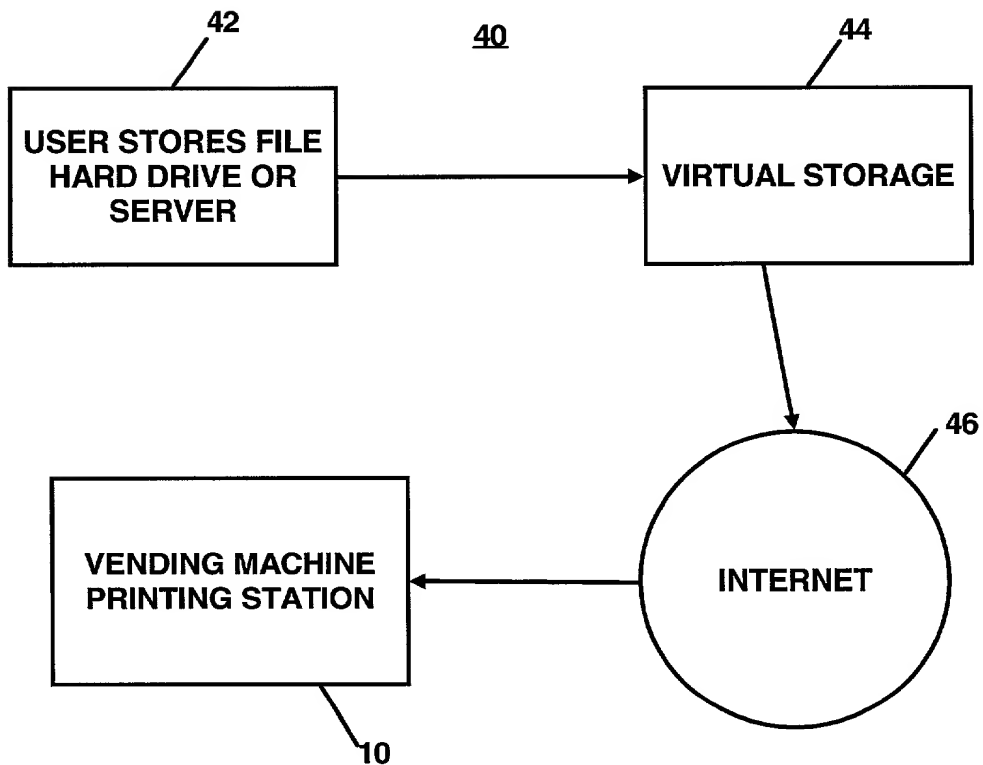 42
40
44
USER STORES FILE
HARD DRIVE OR
SERVER
VIRTUAL STORAGE
46
VENDING MACHINE
PRINTING STATION
INTERNET
10